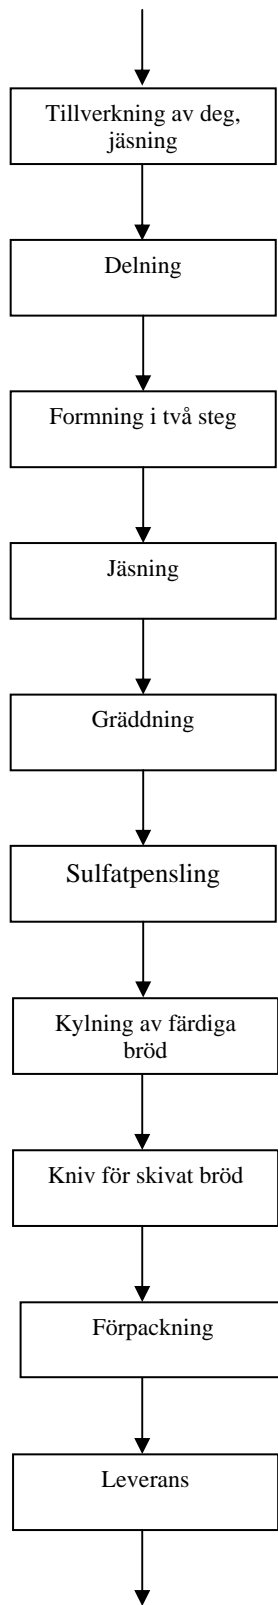 Tillverkning av deg,
jäsning
Delning
Formning i två steg
Jäsning
Gräddning
Sulfatpensling
Kylning av färdiga
bröd
Kniv för skivat bröd
Förpackning
Leverans